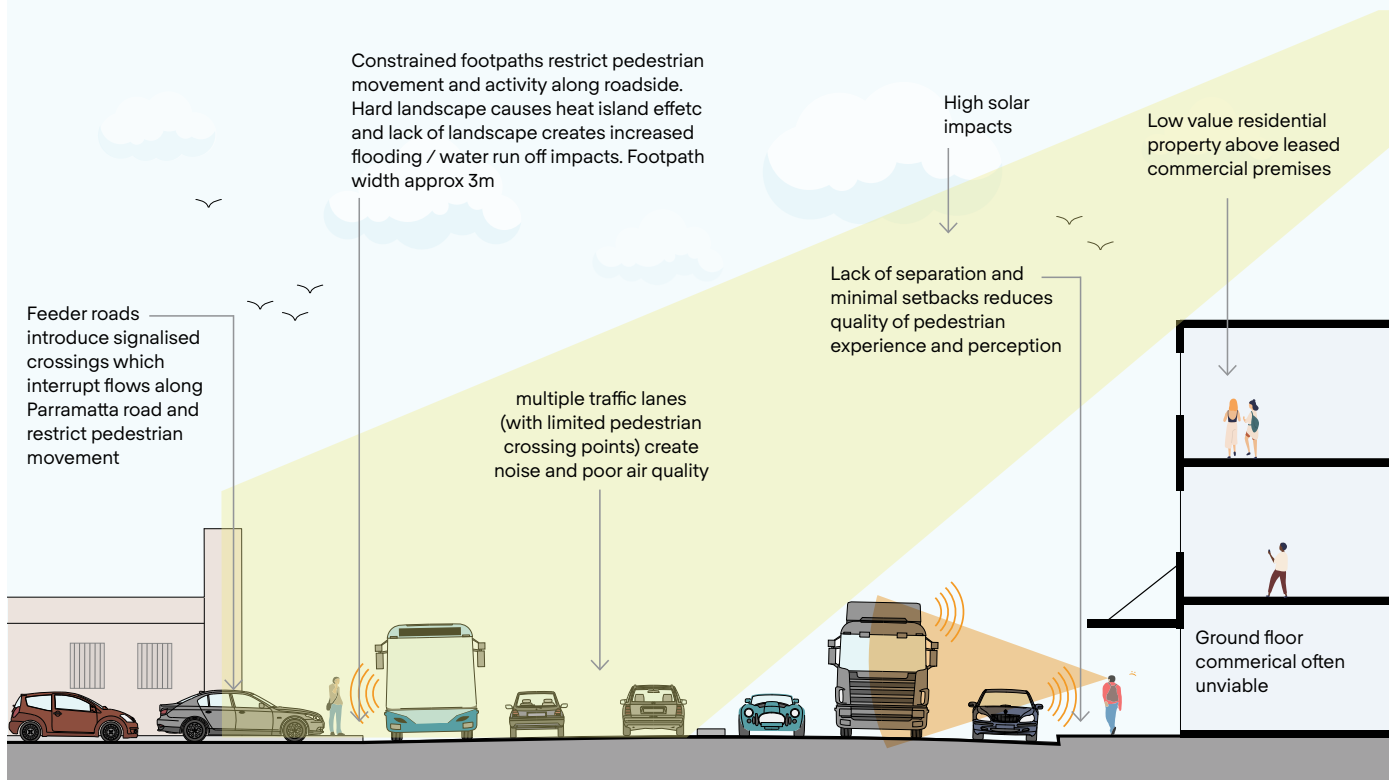 Constrained footpaths restrict pedestrian
movement and activity along roadside.
Hard landscape causes heat island effetc
and lack of landscape creates increased
flooding / water run off impacts. Footpath
width approx 3m
High solar
impacts
Low value residential
property above leased
commercial premises
Lack of separation and
minimal setbacks reduces
quality of pedestrian
experience and perception
Feeder roads
introduce signalised
crossings which
interrupt flows along
Parramatta road and
restrict pedestrian
movement
multiple traffic lanes
(with limited pedestrian
crossing points) create
noise and poor air quality
Ground floor
commerical often
unviable